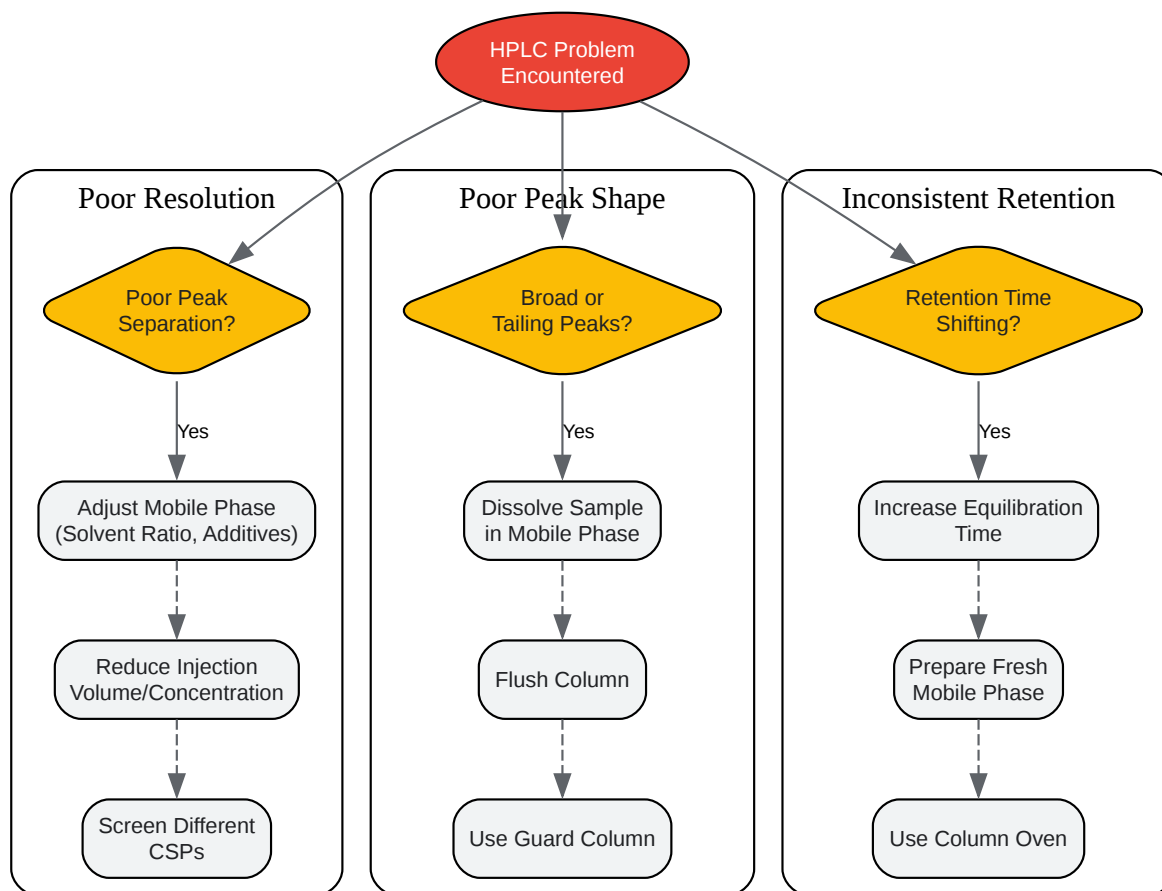 HPLC Problem
Encountered
Poor Resolution
Poor Peak
Separation?
Yes
Adjust Mobile Phase
(Solvent Ratio, Additives)
Reduce Injection
Volume/Concentration
Screen Different
CSPs
Poor Peak Shape
Broad or
Tailing Peaks?
Yes
Dissolve Sample
in Mobile Phase
Flush Column
Use Guard Column
Inconsistent Retention
Retention Time
Shifting?
Yes
Increase Equilibration
Time
Prepare Fresh
Mobile Phase
Use Column Oven